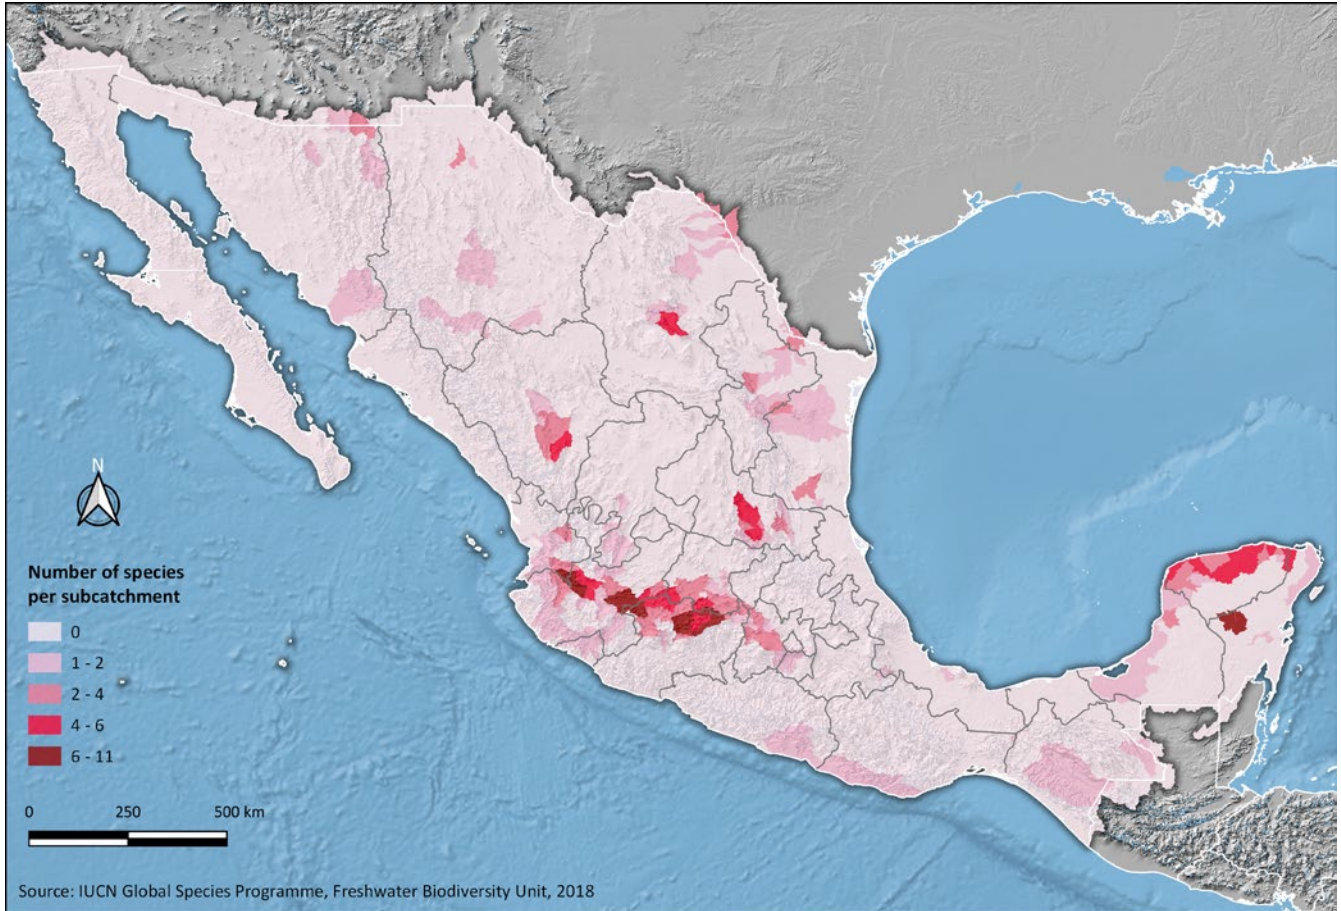 N
Number of species
per subcatchment
0
1 - 2
2 - 4
4 - 6
6 - 11
0 250 500 km
Source: IUCN Global Species Programme, Freshwater Biodiversity Unit, 2018